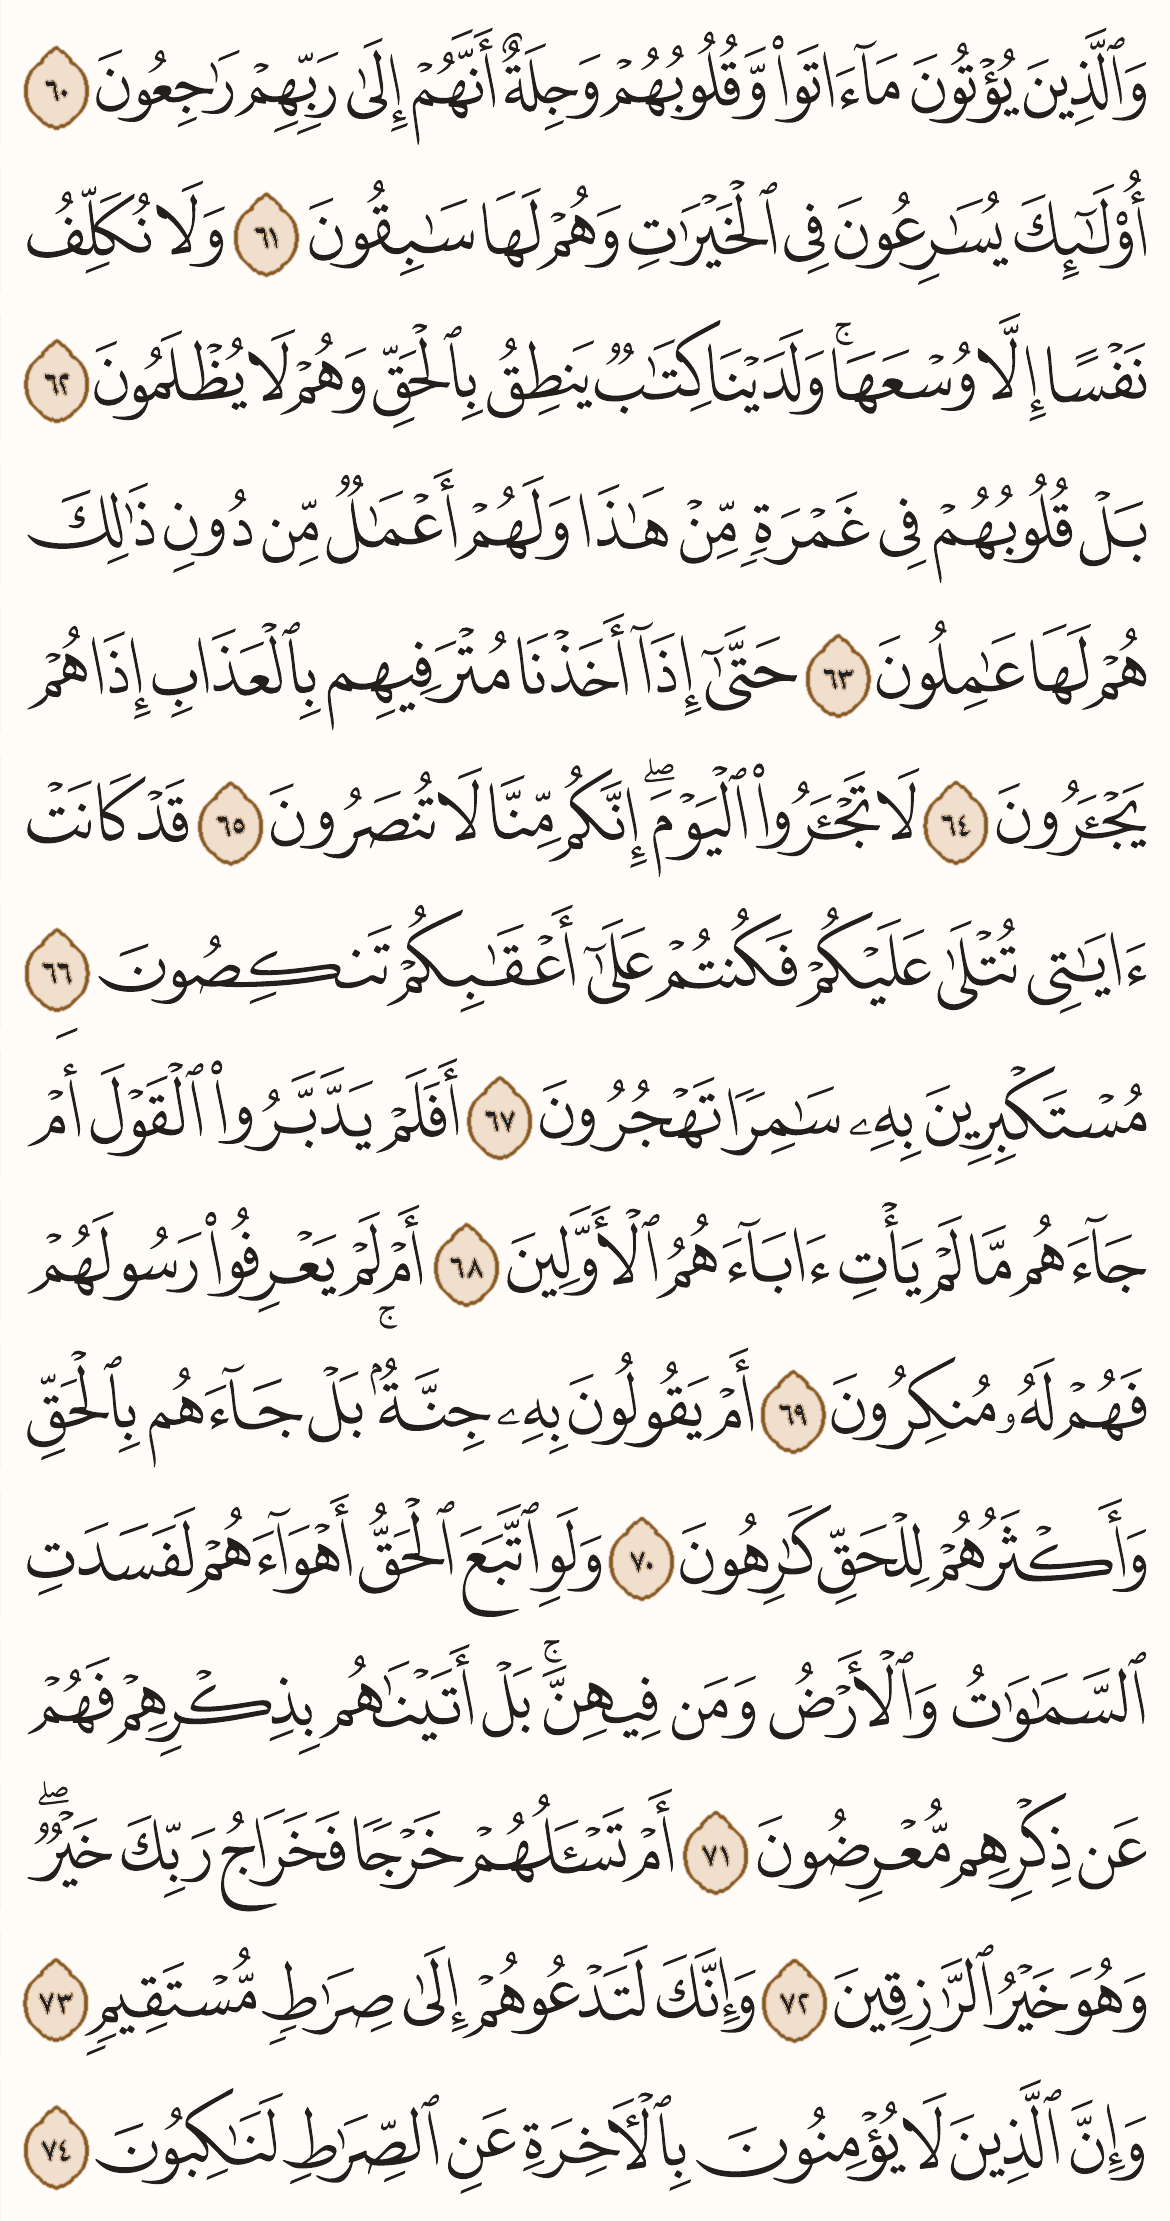 وَٱلَّذِينَ يُؤْتُونَ مَآ ءَاتَوا۟ وَّقُلُوبُهُمْ وَجِلَةٌ أَنَّهُمْ إِلَىٰ رَبِّهِمْ رَٰجِعُونَ ٦٠
أُو۟لَـٰٓئِكَ يُسَـٰرِعُونَ فِى ٱلْخَيْرَٰتِ وَهُمْ لَهَا سَـٰبِقُونَ ٦١ وَلَا نُكَلِّفُ
نَفْسًا إِلَّا وُسْعَهَا ۚ وَلَدَيْنَا كِتَـٰبٌ يَنطِقُ بِٱلْحَقِّ وَهُمْ لَا يُظْلَمُونَ ٦٢
بَلْ قُلُوبُهُمْ فِى غَمْرَةٍ مِّنْ هَـٰذَا وَلَهُمْ أَعْمَـٰلٌ مِّن دُونِ ذَٰلِكَ
هُمْ لَهَا عَـٰمِلُونَ ٦٣ حَتَّىٰٓ إِذَآ أَخَذْنَا مُتْرَفِيهِم بِٱلْعَذَابِ إِذَا هُمْ
يَجْـَٔرُونَ ٦٤ لَا تَجْـَٔرُوا۟ ٱلْيَوْمَ ۖ إِنَّكُم مِّنَّا لَا تُنصَرُونَ ٦٥ قَدْ كَانَتْ
ءَايَـٰتِى تُتْلَىٰ عَلَيْكُمْ فَكُنتُمْ عَلَىٰٓ أَعْقَـٰبِكُمْ تَنكِصُونَ ٦٦
مُسْتَكْبِرِينَ بِهِۦ سَـٰمِرًا تَهْجُرُونَ ٦٧ أَفَلَمْ يَدَّبَّرُوا۟ ٱلْقَوْلَ أَمْ
جَآءَهُم مَّا لَمْ يَأْتِ ءَابَآءَهُمُ ٱلْأَوَّلِينَ ٦٨ أَمْ لَمْ يَعْرِفُوا۟ رَسُولَهُمْ
فَهُمْ لَهُۥ مُنكِرُونَ ٦٩ أَمْ يَقُولُونَ بِهِۦ جِنَّةٌۢ ۚ بَلْ جَآءَهُم بِٱلْحَقِّ
وَأَكْثَرُهُمْ لِلْحَقِّ كَـٰرِهُونَ ٧٠ وَلَوِ ٱتَّبَعَ ٱلْحَقُّ أَهْوَآءَهُمْ لَفَسَدَتِ
ٱلسَّمَـٰوَٰتُ وَٱلْأَرْضُ وَمَن فِيهِنَّ ۚ بَلْ أَتَيْنَـٰهُم بِذِكْرِهِمْ فَهُمْ
عَن ذِكْرِهِم مُّعْرِضُونَ ٧١ أَمْ تَسْـَٔلُهُمْ خَرْجًا فَخَرَاجُ رَبِّكَ خَيْرٌ ۖ
وَهُوَ خَيْرُ ٱلرَّٰزِقِينَ ٧٢ وَإِنَّكَ لَتَدْعُوهُمْ إِلَىٰ صِرَٰطٍ مُّسْتَقِيمٍ ٧٣
وَإِنَّ ٱلَّذِينَ لَا يُؤْمِنُونَ بِٱلْـَٔاخِرَةِ عَنِ ٱلصِّرَٰطِ لَنَـٰكِبُونَ ٧٤